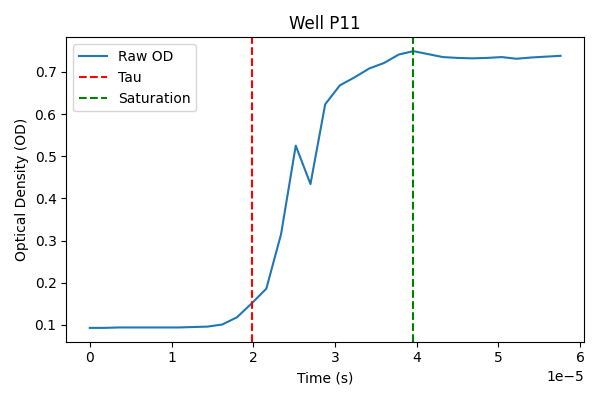 Well P11
Raw OD
Tau
Saturation
Optical Density (OD)
0.7
0.6
0.5
0.4
0.3
0.2
0.1
0 1 2 3 4 5 6
1e−5
Time (s)